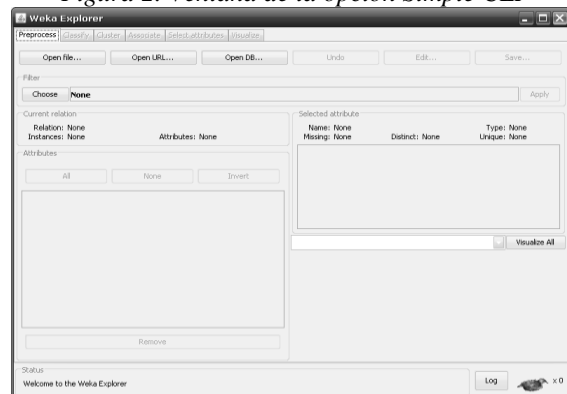 Figura 2. Ventana de la opción Simple CLI
Weka Explorer
Preprocess Classify Cluster Associate Select attributes Visualize
Open file... Open URL... Open DB... Undo Edit... Save...
Filter
Choose None Apply
Current relation
Relation: None
Instances: None Attributes: None
Attributes
All None Invert
Remove
Selected attribute
Name: None Type: None
Missing: None Distinct: None Unique: None
Visualize All
Status
Welcome to the Weka Explorer
Log x 0